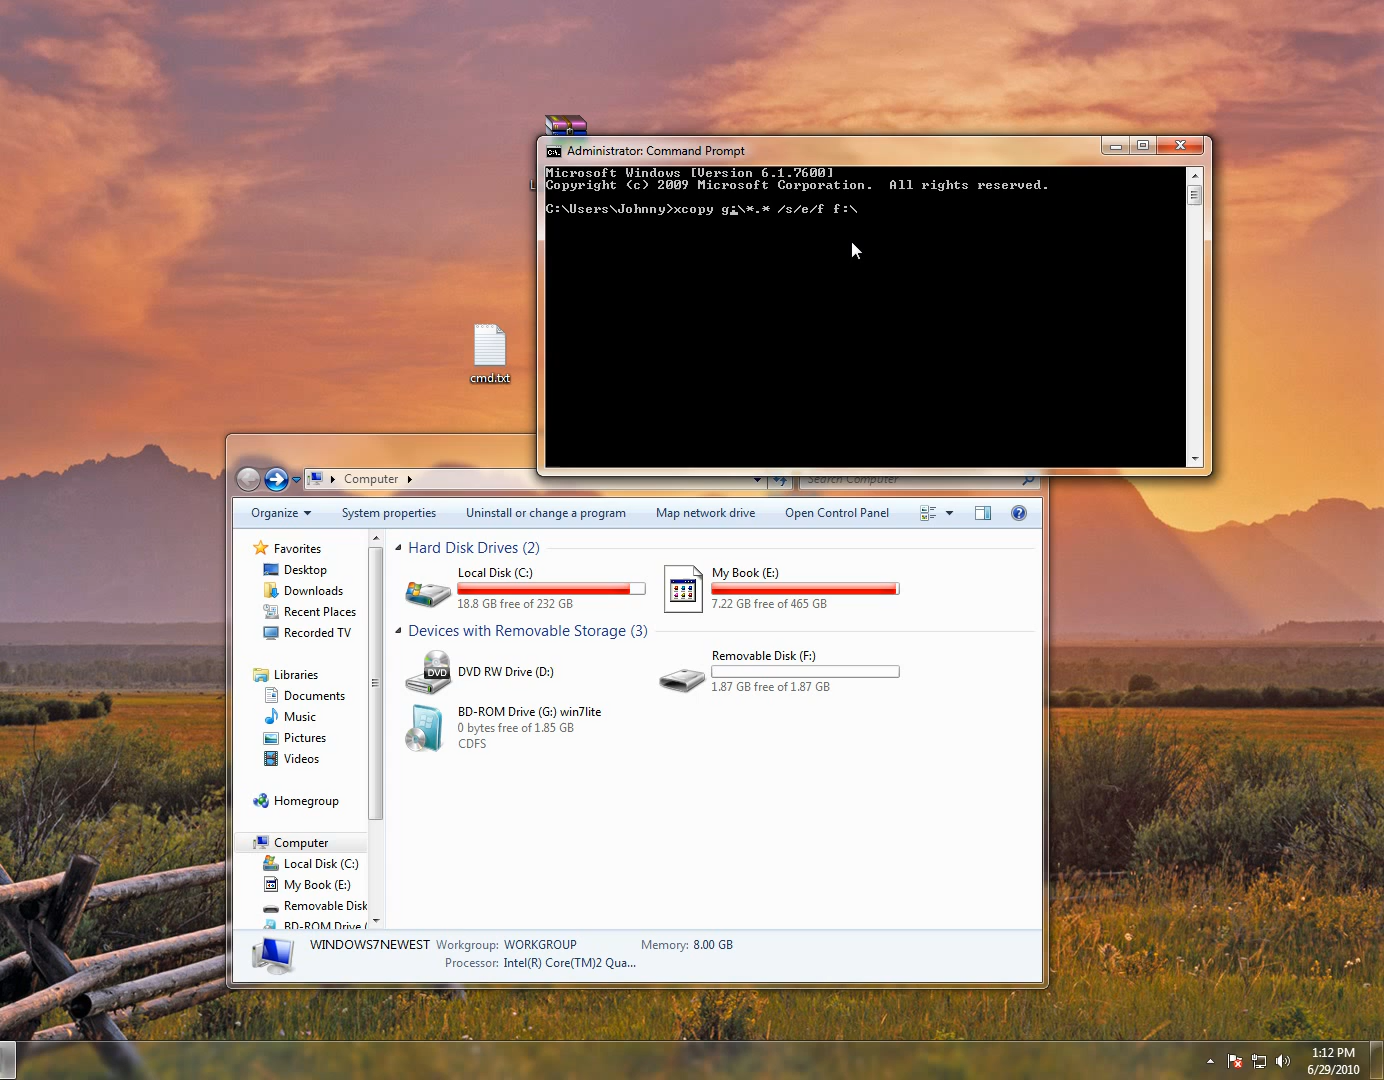 Administrator: Command Prompt
Microsoft Windows [Version 6.1.7600]
Copyright (c) 2009 Microsoft Corporation.  All rights reserved.
C:\Users\Johnny>xcopy g:\*.* /s/e/f f:\
L
cmd.txt
Computer
Search Computer
Organize
System properties
Uninstall or change a program
Map network drive
Open Control Panel
Favorites
Desktop
Downloads
Recent Places
Recorded TV
Libraries
Documents
Music
Pictures
Videos
Homegroup
Computer
Local Disk (C:)
My Book (E:)
Removable Disk
BD-ROM Drive (
Hard Disk Drives (2)
Local Disk (C:)
18.8 GB free of 232 GB
My Book (E:)
7.22 GB free of 465 GB
Devices with Removable Storage (3)
DVD
DVD RW Drive (D:)
Removable Disk (F:)
1.87 GB free of 1.87 GB
BD-ROM Drive (G:) win7lite
0 bytes free of 1.85 GB
CDFS
WINDOWS7NEWEST Workgroup: WORKGROUP Memory: 8.00 GB
Processor: Intel(R) Core(TM)2 Qua...
1:12 PM
6/29/2010